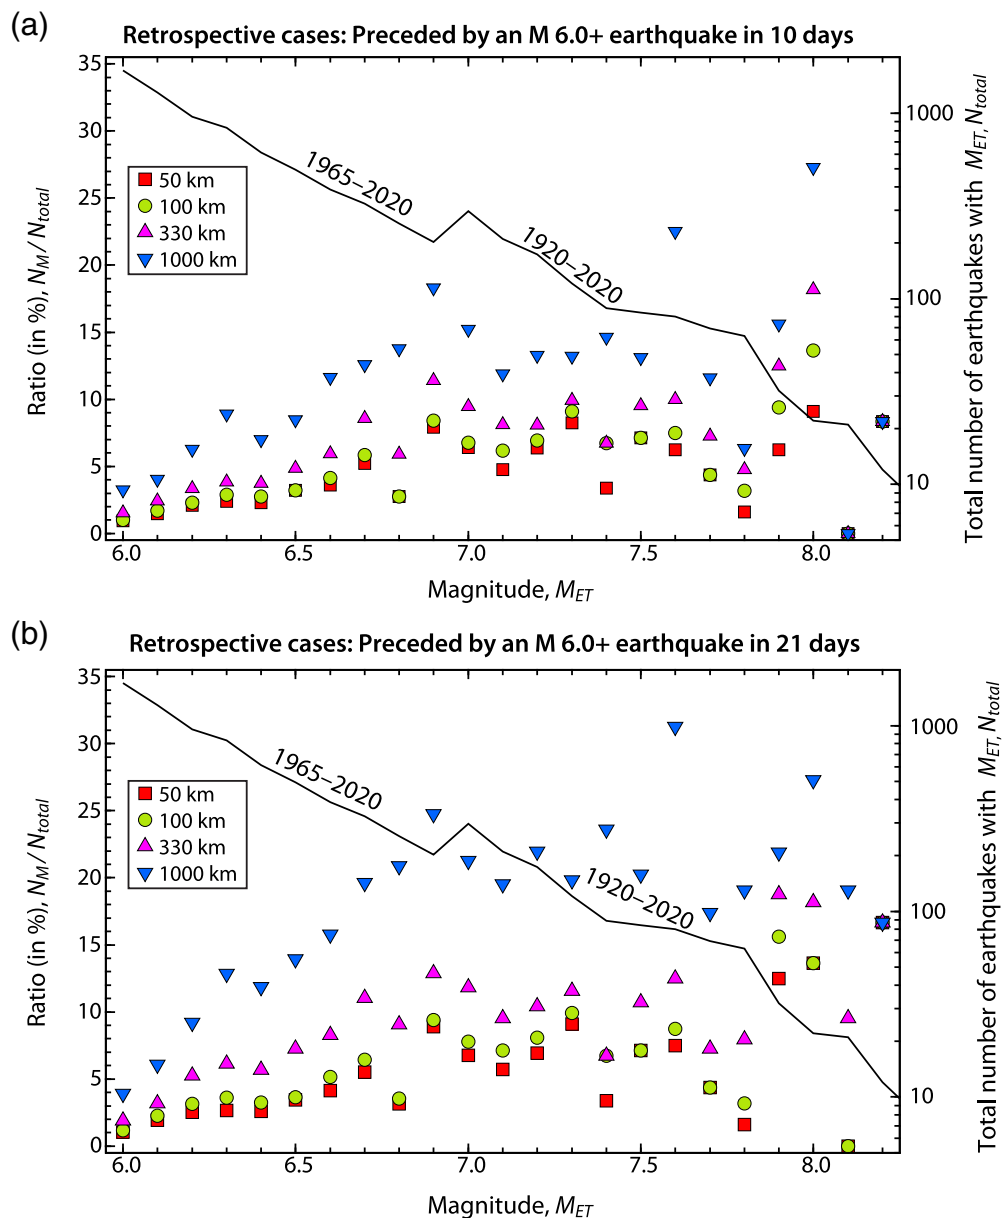 (a)
Retrospective cases: Preceded by an M 6.0+ earthquake in 10 days
35
30
25
20
15
10
5
0
Ratio (in %), N_M / N_total
1000
100
10
Total number of earthquakes with M_ET, N_total
1965–2020
1920–2020
50 km
100 km
330 km
1000 km
6.0 6.5 7.0 7.5 8.0
Magnitude, M_ET
(b)
Retrospective cases: Preceded by an M 6.0+ earthquake in 21 days
35
30
25
20
15
10
5
0
Ratio (in %), N_M / N_total
1000
100
10
Total number of earthquakes with M_ET, N_total
1965–2020
1920–2020
50 km
100 km
330 km
1000 km
6.0 6.5 7.0 7.5 8.0
Magnitude, M_ET